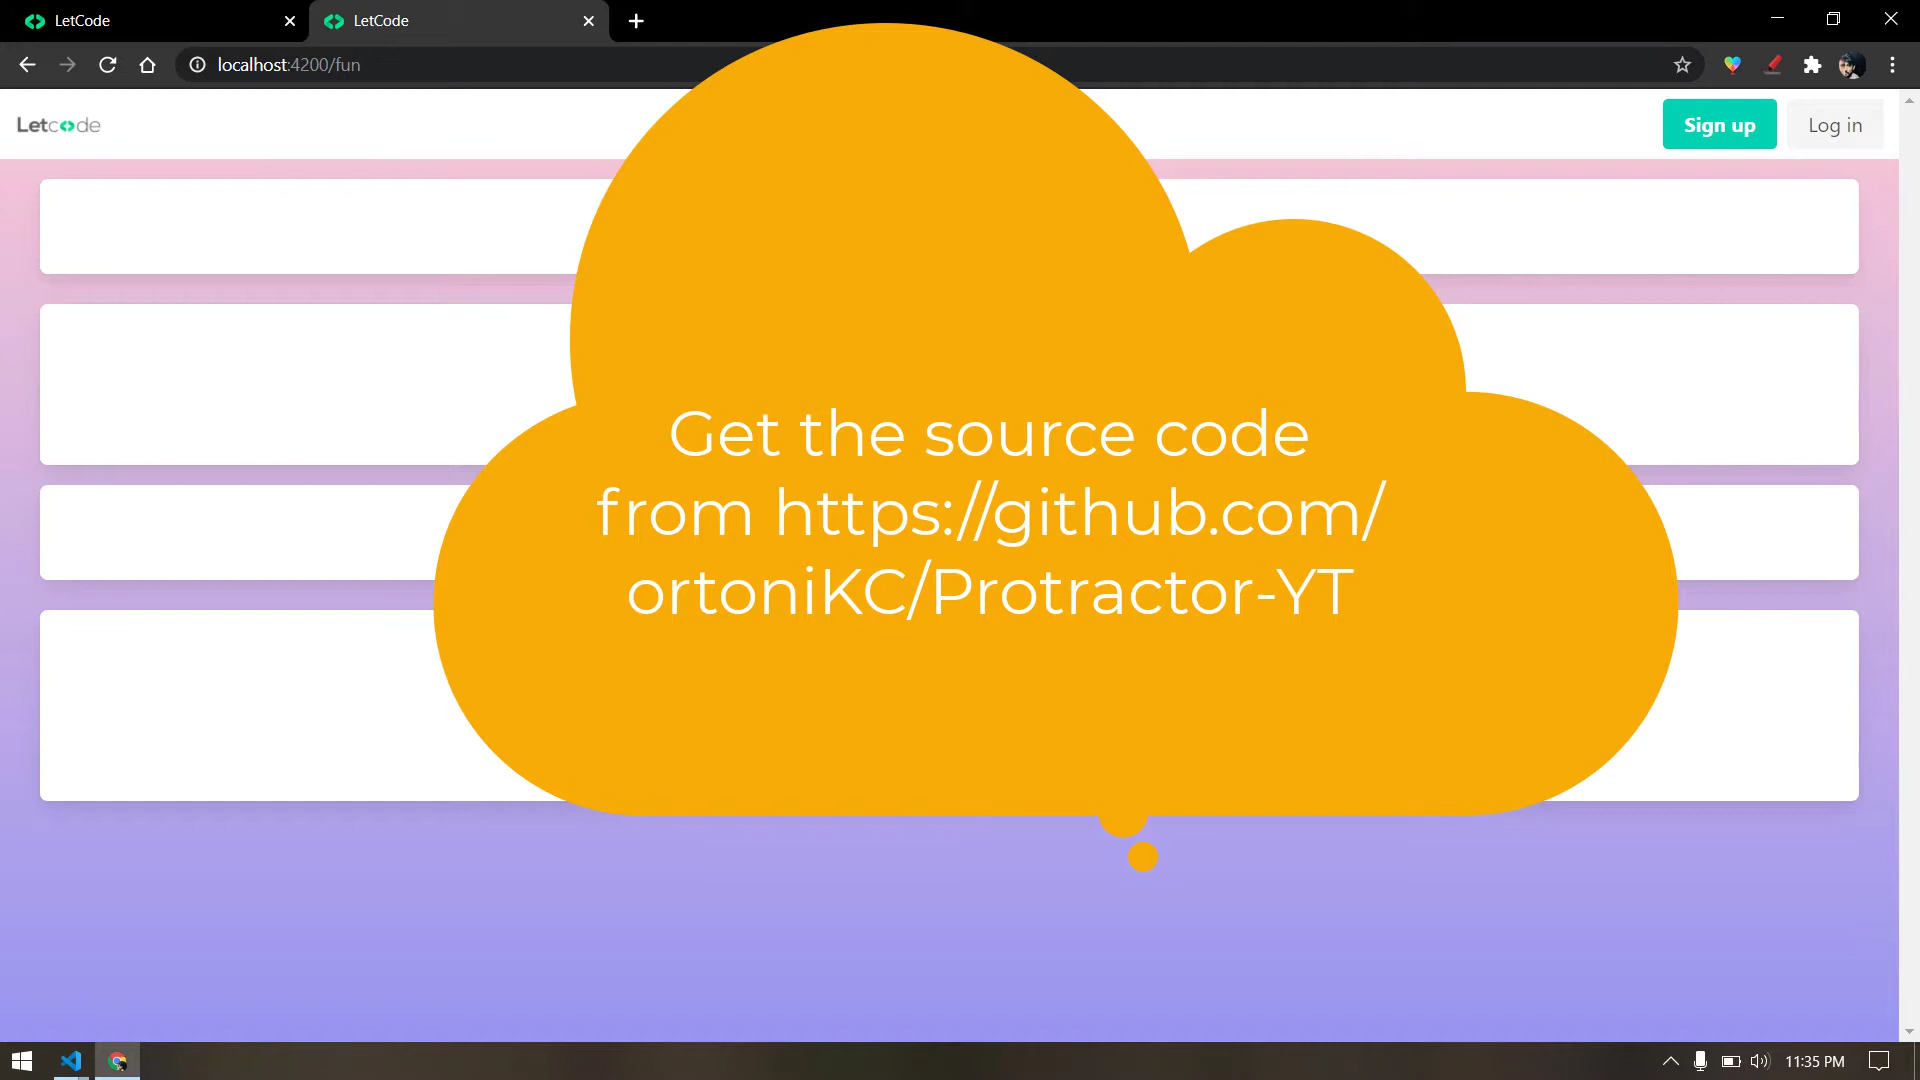 LetCode
LetCode
localhost:4200/fun
Letcode
Sign up
Log in
Get the source code
from https://github.com/
ortoniKC/Protractor-YT
11:35 PM